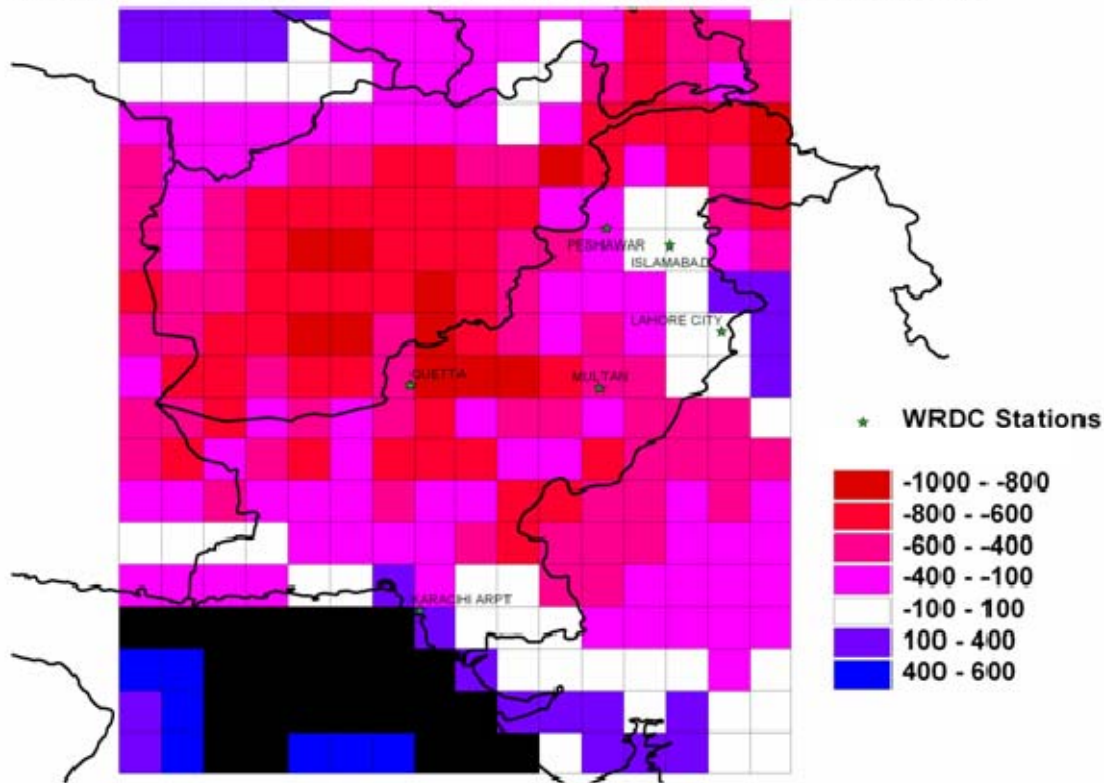 PESHAWAR
ISLAMABAD
LAHORE CITY
QUETTA
MULTAN
WRDC Stations
-1000 - -800
-800 - -600
-600 - -400
-400 - -100
-100 - 100
100 - 400
400 - 600
KARACHI ARPT